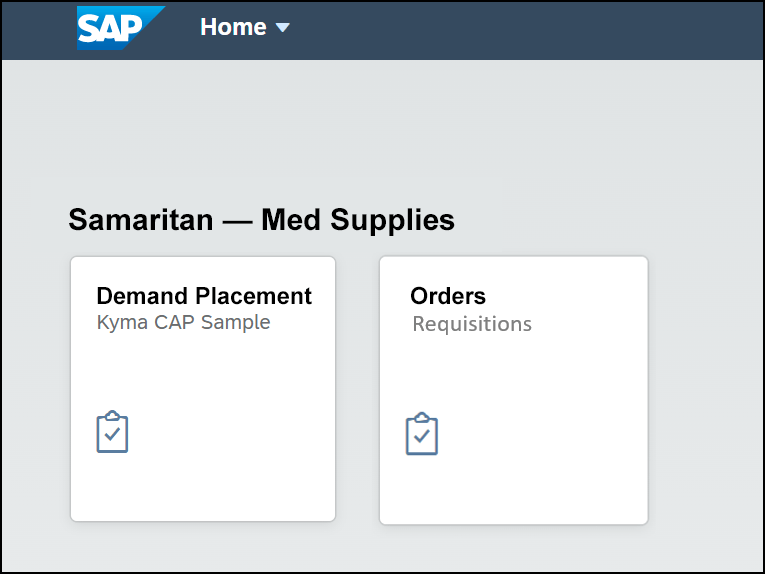 SAP Home
Samaritan — Med Supplies
Demand Placement
Kyma CAP Sample
Orders
Requisitions